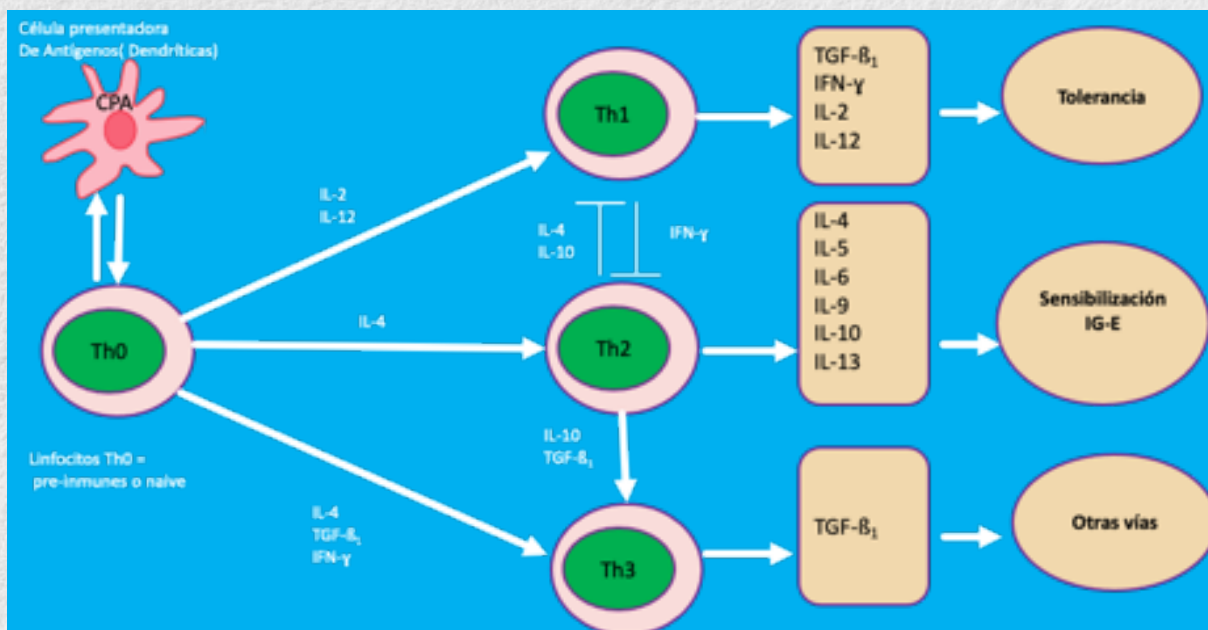 Célula presentadora
De Antígenos( Dendríticas)
CPA
Th0
Linfocitos Th0 =
pre-inmunes o naive
IL-2
IL-12
IL-4
IL-4
TGF-ß₁
IFN-ɣ
Th1
IL-4
IL-10
IFN-ɣ
Th2
IL-10
TGF-ß₁
Th3
TGF-ß₁
IFN-ɣ
IL-2
IL-12
Tolerancia
IL-4
IL-5
IL-6
IL-9
IL-10
IL-13
Sensibilización
IG-E
TGF-ß₁
Otras vías